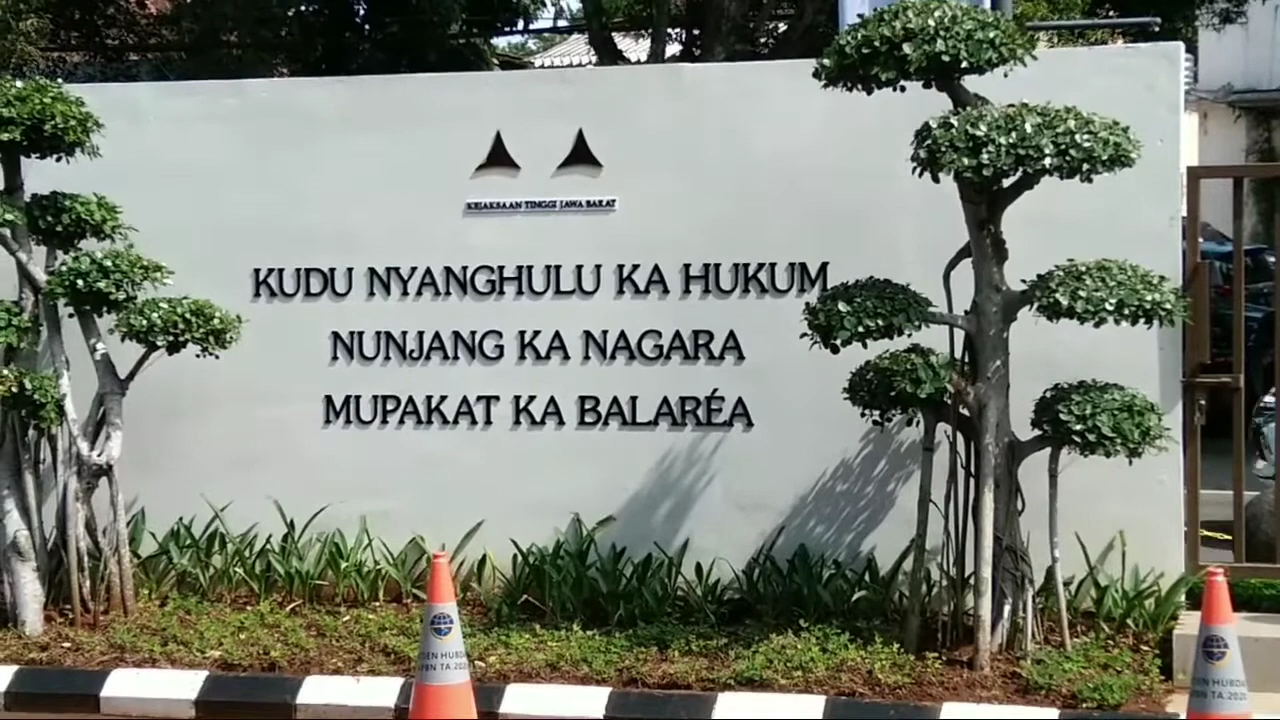 KEJAKSAAN TINGGI JAWA BARAT
KUDU NYANGHULU KA HUKUM
NUNJANG KA NAGARA
MUPAKAT KA BALARÉA